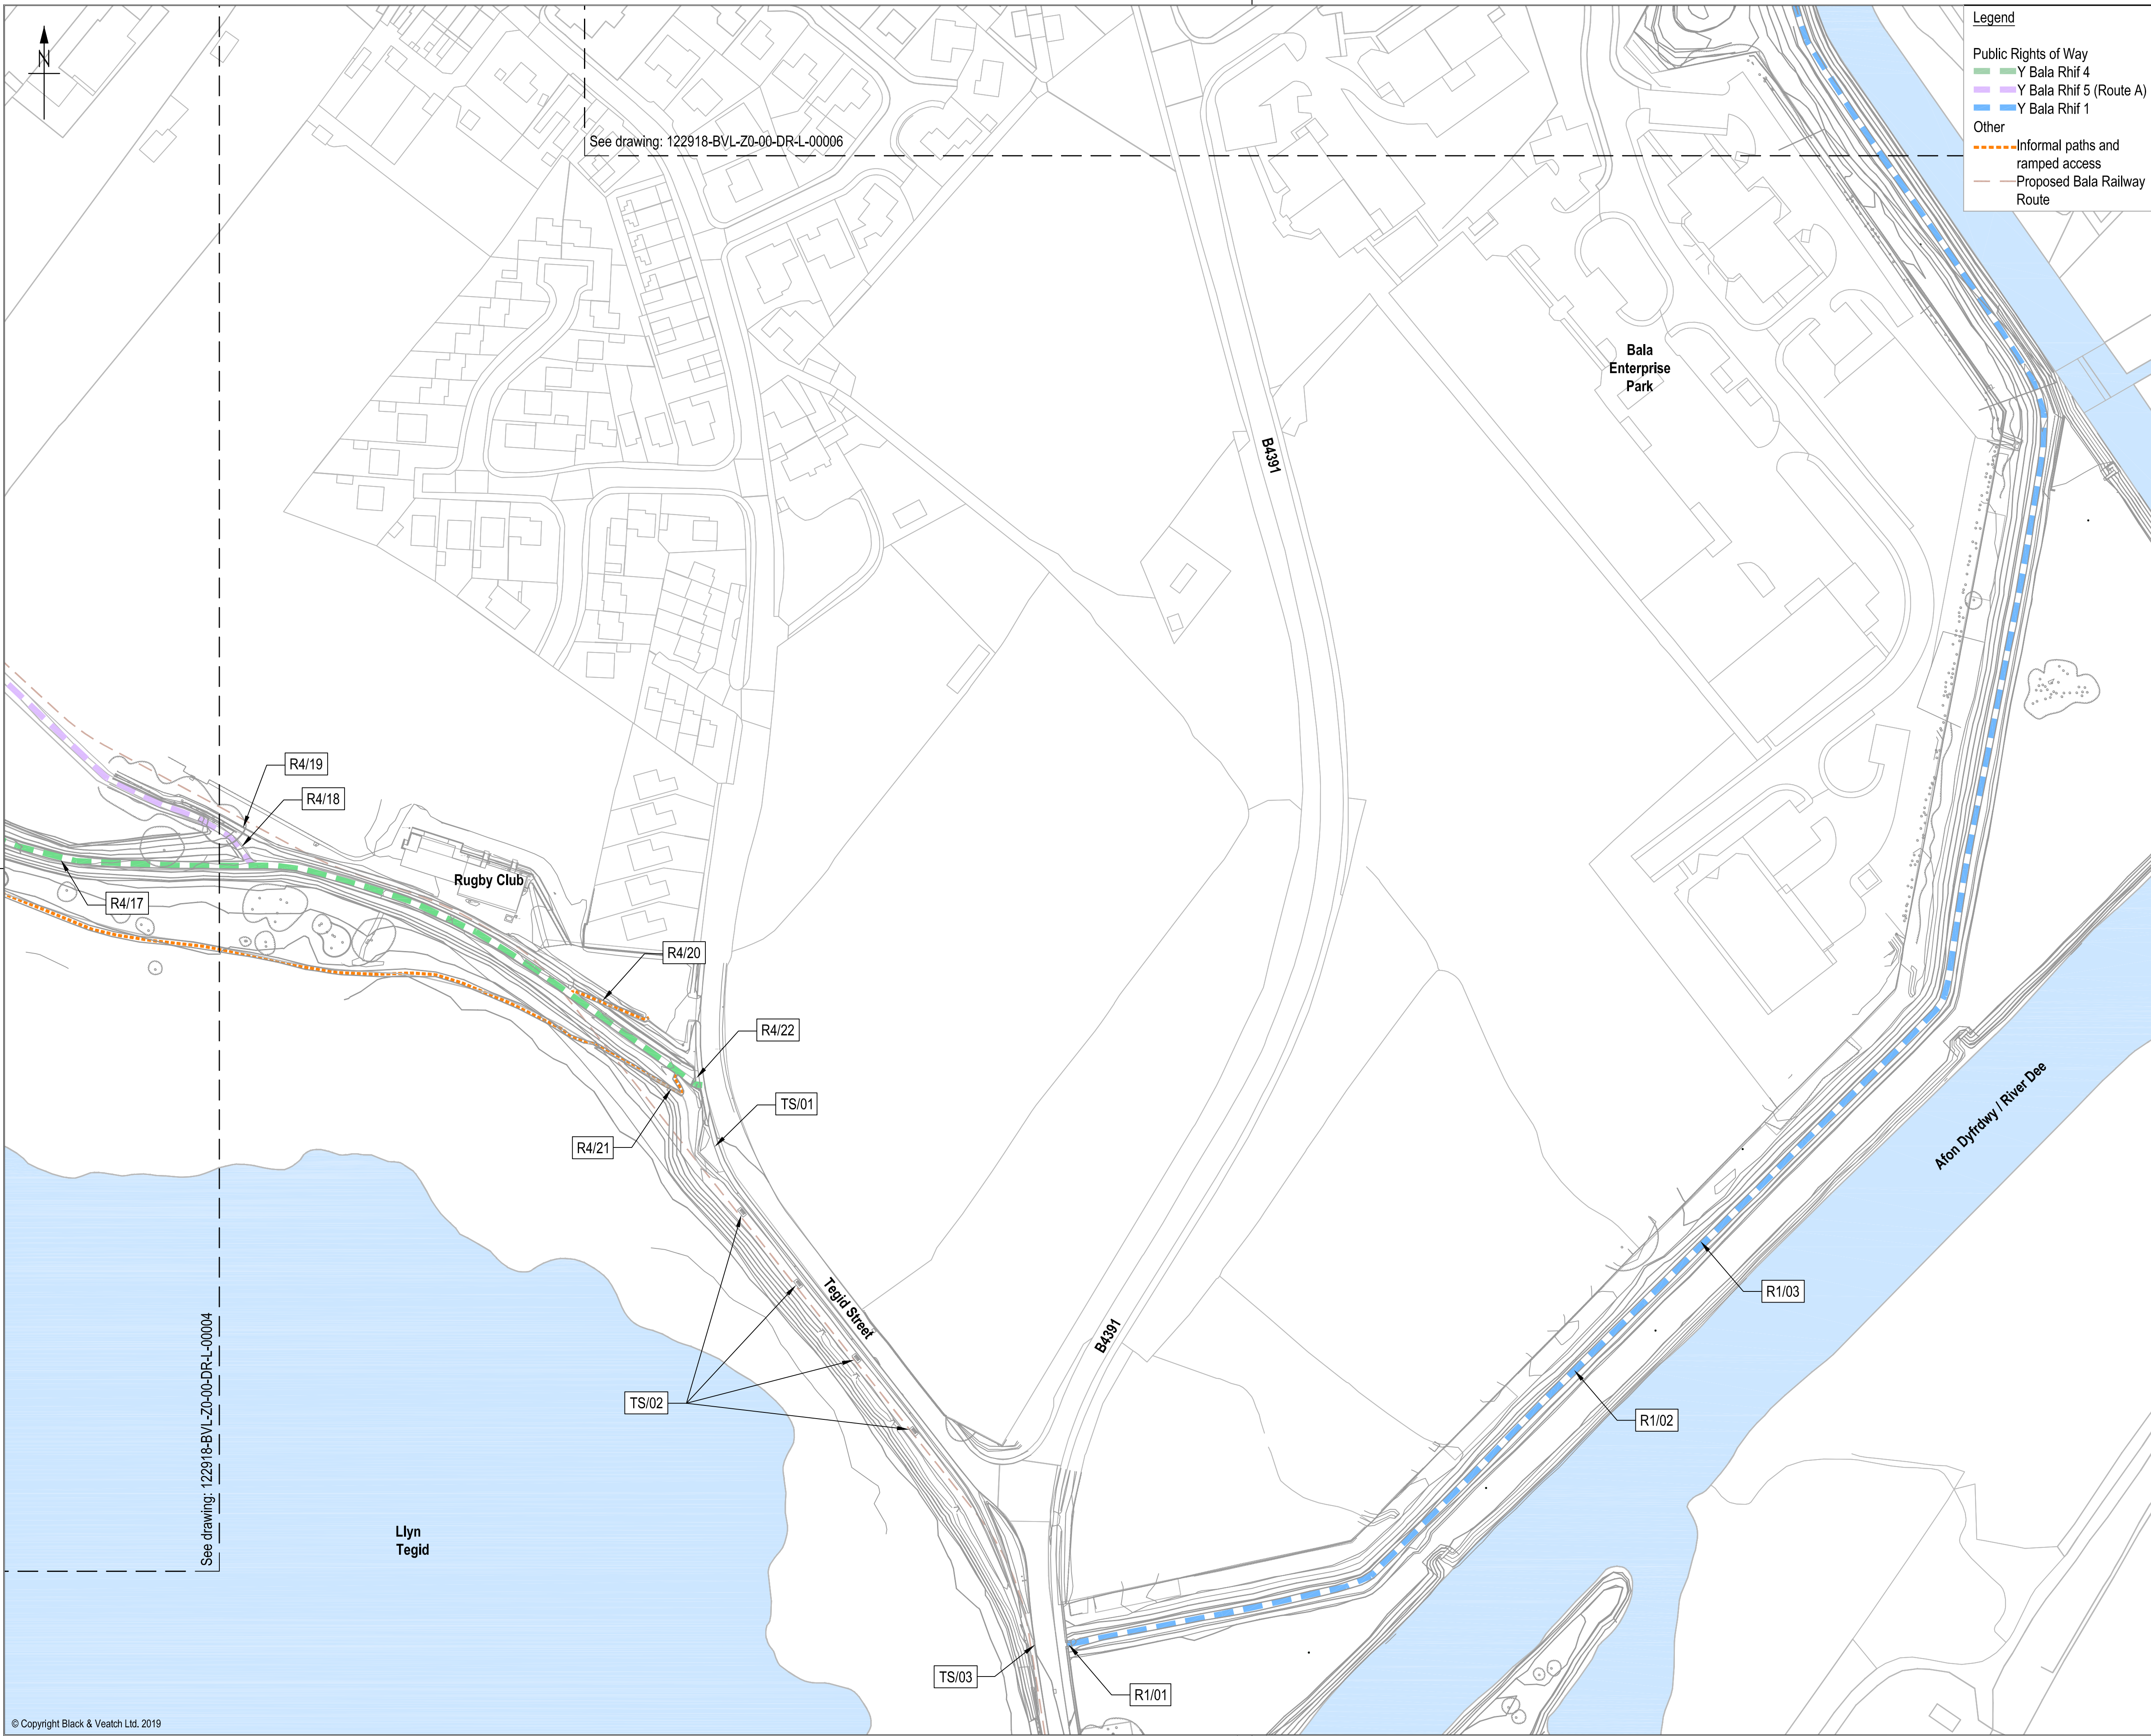 N
Legend
Public Rights of Way
Y Bala Rhif 4
Y Bala Rhif 5 (Route A)
Y Bala Rhif 1
Other
Informal paths and
ramped access
Proposed Bala Railway
Route
See drawing: 122918-BVL-Z0-00-DR-L-00006
Bala
Enterprise
Park
B4391
R4/19
R4/18
Rugby Club
R4/17
R4/20
R4/22
TS/01
R4/21
Afon Dyfrdwy / River Dee
Tegid Street
R1/03
B4391
TS/02
R1/02
See drawing: 122918-BVL-Z0-00-DR-L-00004
Llyn
Tegid
TS/03
R1/01
© Copyright Black & Veatch Ltd. 2019